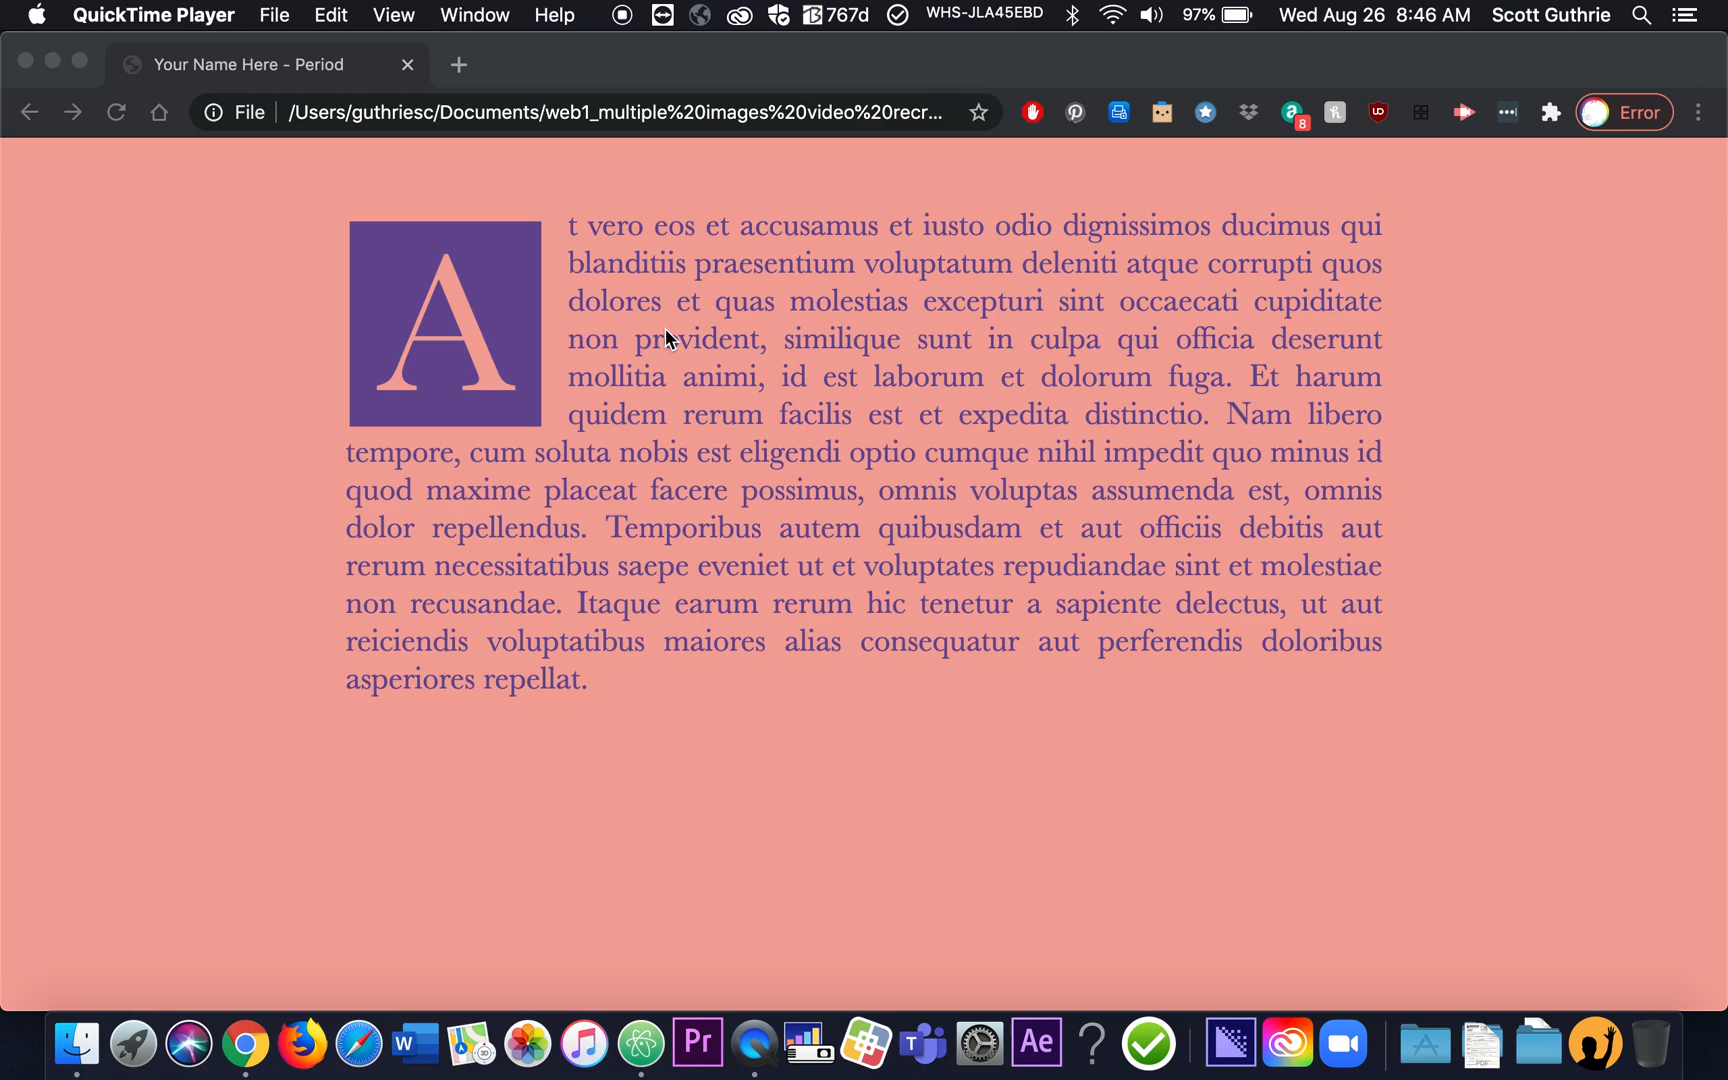 QuickTime Player File Edit View Window Help 767d WHS-JLA45EBD 97% Wed Aug 26 8:46 AM Scott Guthrie
Your Name Here - Period
File /Users/guthriesc/Documents/web1_multiple%20images%20video%20recr... 8 Error
A
t vero eos et accusamus et iusto odio dignissimos ducimus qui
blanditiis praesentium voluptatum deleniti atque corrupti quos
dolores et quas molestias excepturi sint occaecati cupiditate
non provident, similique sunt in culpa qui officia deserunt
mollitia animi, id est laborum et dolorum fuga. Et harum
quidem rerum facilis est et expedita distinctio. Nam libero
tempore, cum soluta nobis est eligendi optio cumque nihil impedit quo minus id
quod maxime placeat facere possimus, omnis voluptas assumenda est, omnis
dolor repellendus. Temporibus autem quibusdam et aut officiis debitis aut
rerum necessitatibus saepe eveniet ut et voluptates repudiandae sint et molestiae
non recusandae. Itaque earum rerum hic tenetur a sapiente delectus, ut aut
reiciendis voluptatibus maiores alias consequatur aut perferendis doloribus
asperiores repellat.
W 3D Pr T Ae ? PDF